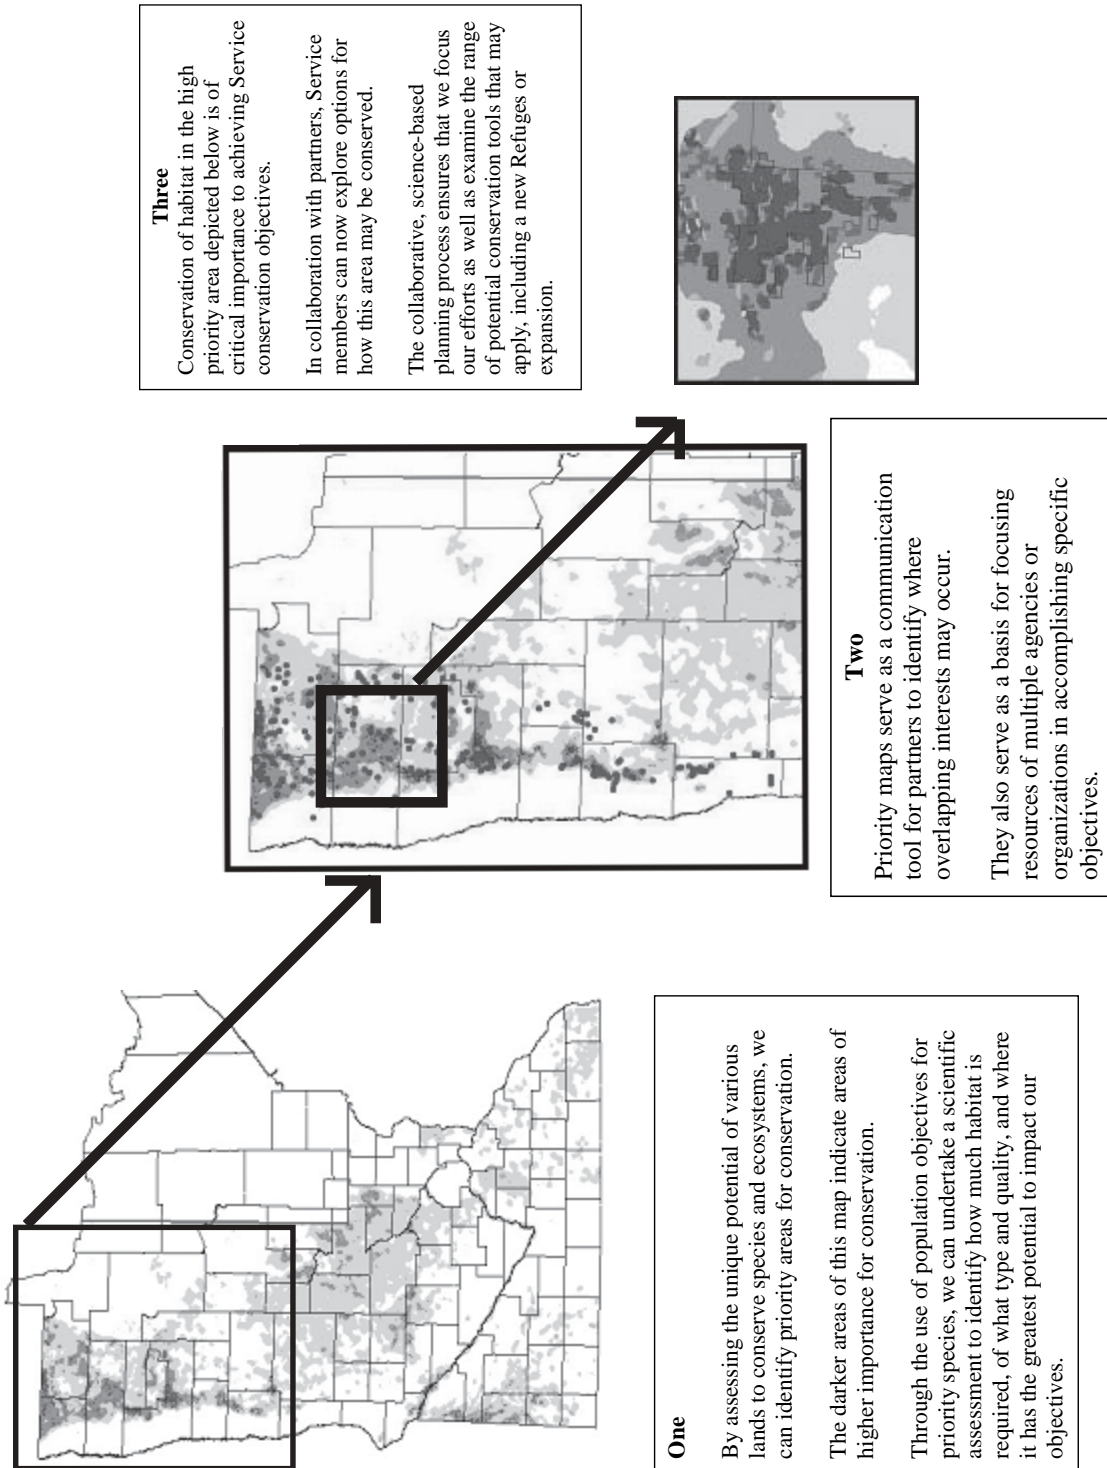 One
By assessing the unique potential of various
lands to conserve species and ecosystems, we
can identify priority areas for conservation.
The darker areas of this map indicate areas of
higher importance for conservation.
Through the use of population objectives for
priority species, we can undertake a scientific
assessment to identify how much habitat is
required, of what type and quality, and where
it has the greatest potential to impact our
objectives.
Two
Priority maps serve as a communication
tool for partners to identify where
overlapping interests may occur.
They also serve as a basis for focusing
resources of multiple agencies or
organizations in accomplishing specific
objectives.
Three
Conservation of habitat in the high
priority area depicted below is of
critical importance to achieving Service
conservation objectives.
In collaboration with partners, Service
members can now explore options for
how this area may be conserved.
The collaborative, science-based
planning process ensures that we focus
our efforts as well as examine the range
of potential conservation tools that may
apply, including a new Refuges or
expansion.